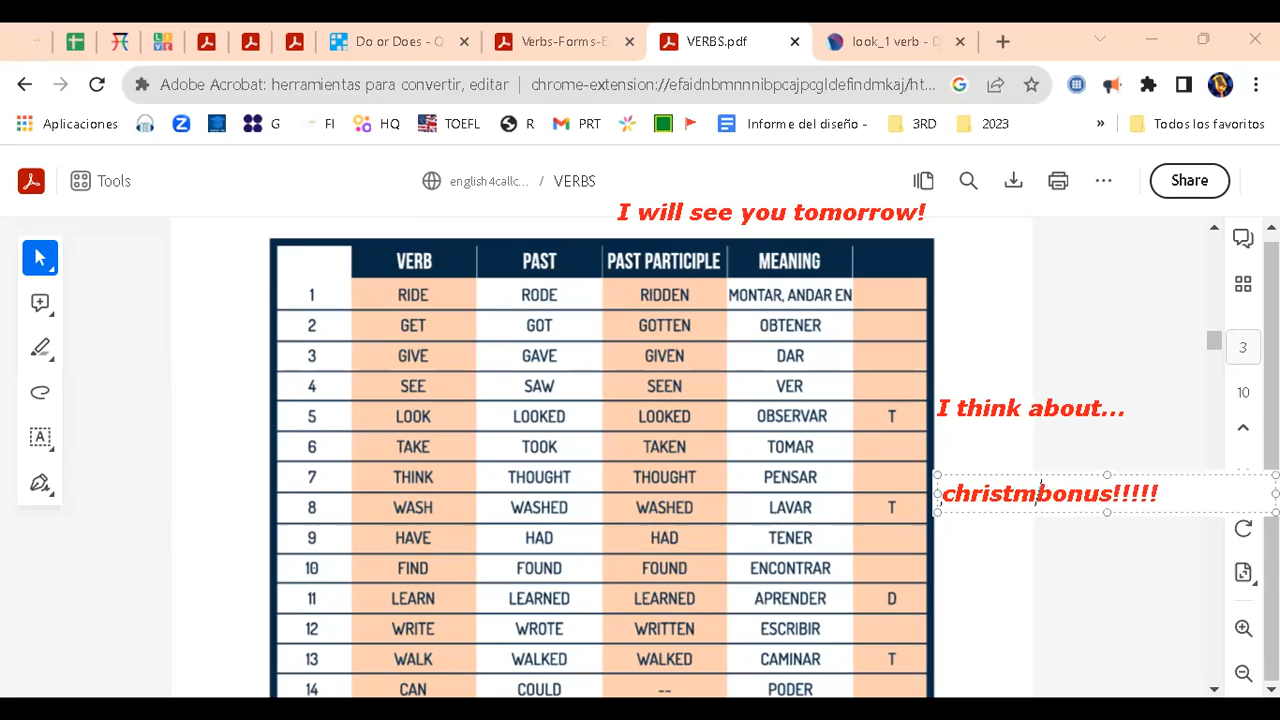 Do or Does - Q
Verbs-Forms-E
VERBS.pdf
look_1 verb - D
Adobe Acrobat: herramientas para convertir, editar
chrome-extension://efaidnbmnnnibpcajpcglclefindmkaj/ht...
Aplicaciones
G
FI
HQ
TOEFL
R
PRT
Informe del diseño -
3RD
2023
»
Todos los favoritos
Tools
english4callc... / VERBS
Share
I will see you tomorrow!
VERB PAST PAST PARTICIPLE MEANING
1 RIDE RODE RIDDEN MONTAR, ANDAR EN
2 GET GOT GOTTEN OBTENER
3 GIVE GAVE GIVEN DAR
4 SEE SAW SEEN VER
5 LOOK LOOKED LOOKED OBSERVAR T
I think about...
6 TAKE TOOK TAKEN TOMAR
7 THINK THOUGHT THOUGHT PENSAR
christmbonus!!!!!
8 WASH WASHED WASHED LAVAR T
9 HAVE HAD HAD TENER
10 FIND FOUND FOUND ENCONTRAR
11 LEARN LEARNED LEARNED APRENDER D
12 WRITE WROTE WRITTEN ESCRIBIR
13 WALK WALKED WALKED CAMINAR T
14 CAN COULD -- PODER
3
10